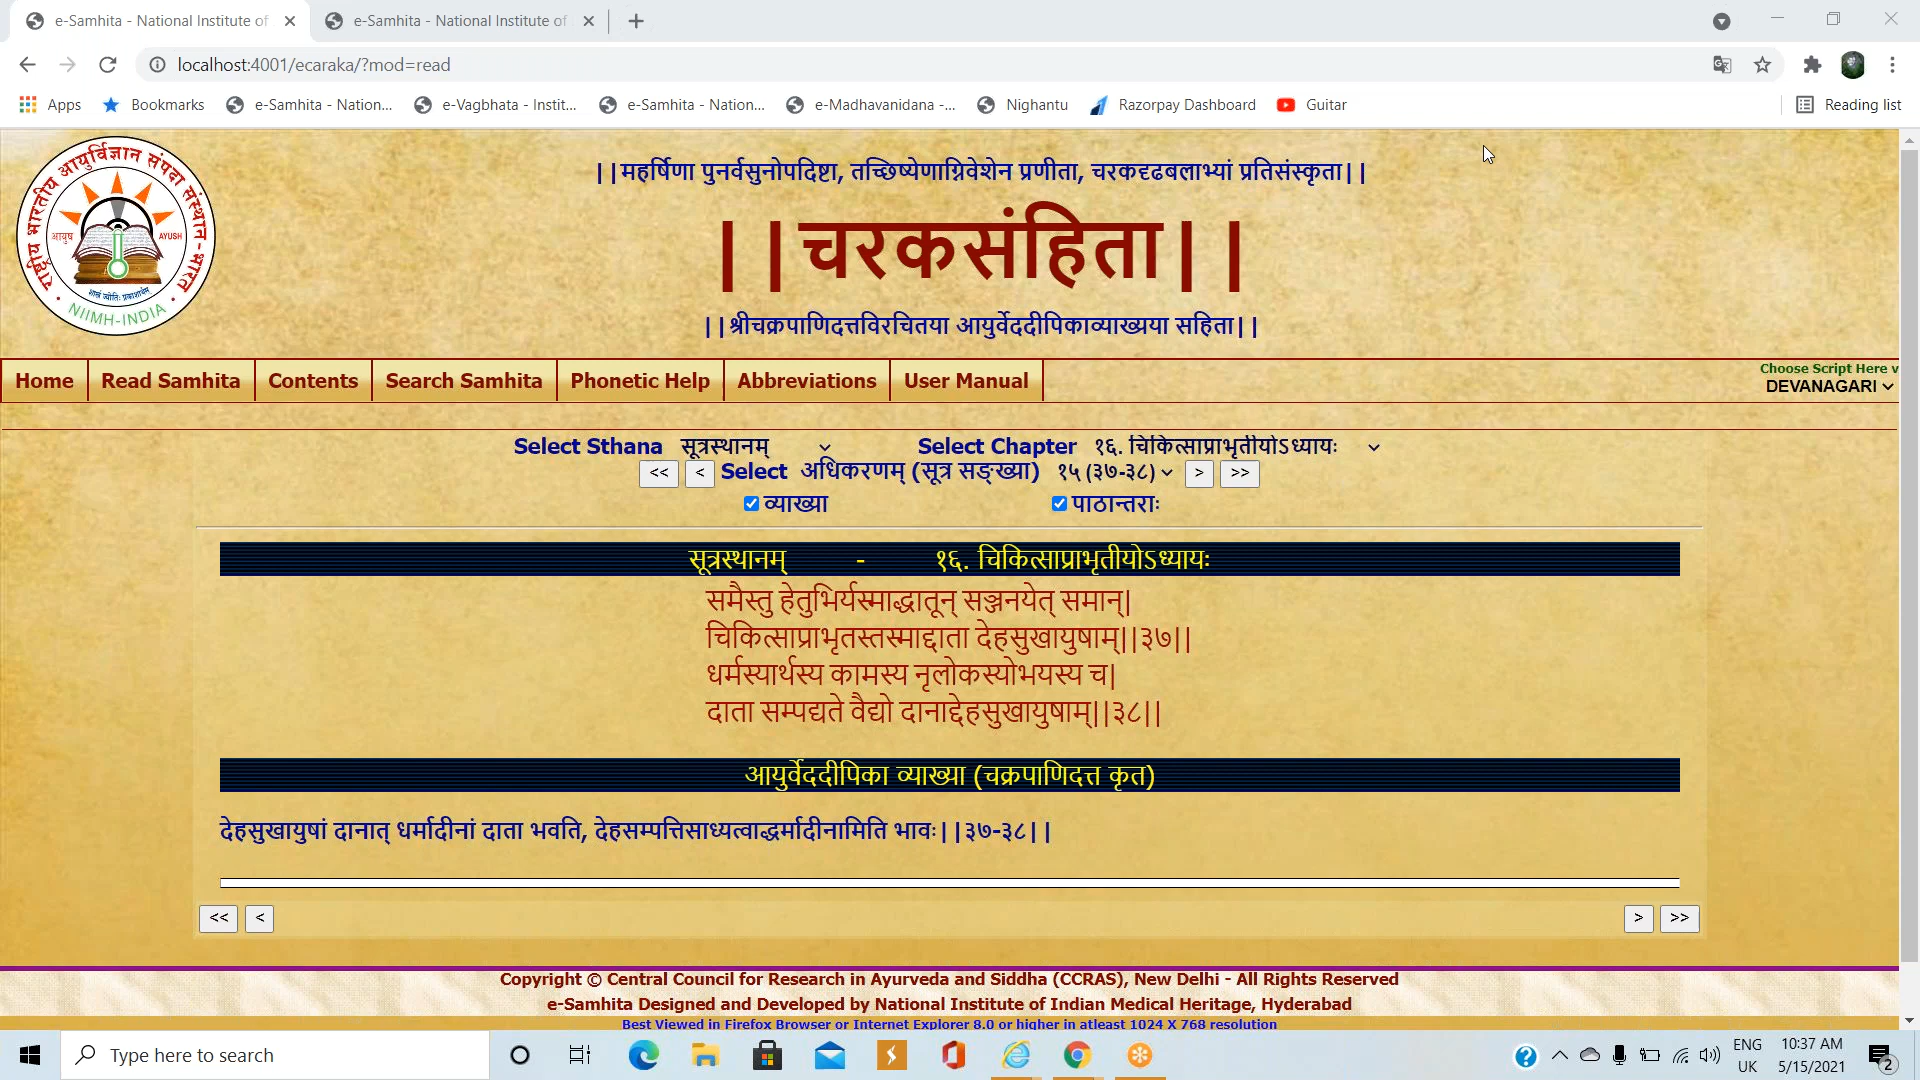 e-Samhita - National Institute of
e-Samhita - National Institute of
localhost:4001/ecaraka/?mod=read
Apps
Bookmarks
e-Samhita - Nation...
e-Vagbhata - Instit...
e-Samhita - Nation...
e-Madhavanidana -...
Nighantu
Razorpay Dashboard
Guitar
Reading list
राष्ट्रीय भारतीय आयुर्विज्ञान संपदा संस्थान - भारत
आयुष
AYUSH
NIIMH-INDIA
||महर्षिणा पुनर्वसुनोपदिष्टा, तच्छिष्येणाग्निवेशेन प्रणीता, चरकदृढबलाभ्यां प्रतिसंस्कृता||
||चरकसंहिता||
||श्रीचक्रपाणिदत्तविरचितया आयुर्वेददीपिकाव्याख्यया सहिता||
Home
Read Samhita
Contents
Search Samhita
Phonetic Help
Abbreviations
User Manual
Choose Script Here v
DEVANAGARI
Select Sthana सूत्रस्थानम् Select Chapter १६. चिकित्साप्राभृतीयोऽध्यायः
<< < Select अधिकरणम् (सूत्र सङ्ख्या) १५ (३७-३८) > >>
व्याख्या पाठान्तराः
सूत्रस्थानम् - १६. चिकित्साप्राभृतीयोऽध्यायः
समैस्तु हेतुभिर्यस्माद्धातून् सञ्जनयेत् समान्|
चिकित्साप्राभृतस्तस्माद्दाता देहसुखायुषाम्||३७||
धर्मस्यार्थस्य कामस्य नृलोकस्योभयस्य च|
दाता सम्पद्यते वैद्यो दानाद्देहसुखायुषाम्||३८||
आयुर्वेददीपिका व्याख्या (चक्रपाणिदत्त कृत)
देहसुखायुषां दानात् धर्मादीनां दाता भवति, देहसम्पत्तिसाध्यत्वाद्धर्मादीनामिति भावः||३७-३८||
<< < > >>
Copyright © Central Council for Research in Ayurveda and Siddha (CCRAS), New Delhi - All Rights Reserved
e-Samhita Designed and Developed by National Institute of Indian Medical Heritage, Hyderabad
Best Viewed in Firefox Browser or Internet Explorer 8.0 or higher in atleast 1024 X 768 resolution
Type here to search
ENG
UK
10:37 AM
5/15/2021
2